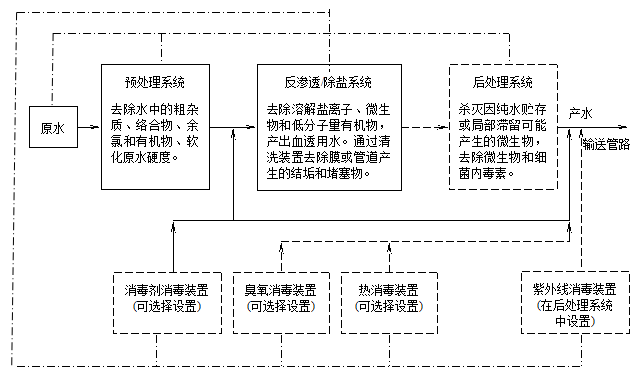 预处理系统
去除水中的粗杂
质、络合物、余
氯和有机物、软
化原水硬度。
反渗透/除盐系统
去除溶解盐离子、微生
物和低分子量有机物，
产出血透用水。通过清
洗装置去除膜或管道产
生的结垢和堵塞物。
后处理系统
杀灭因纯水贮存
或局部滞留可能
产生的微生物，
去除微生物和细
菌内毒素。
原水
产水
输送管路
消毒剂消毒装置
(可选择设置)
臭氧消毒装置
(可选择设置)
热消毒装置
(可选择设置)
紫外线消毒装置
(在后处理系统
中设置)